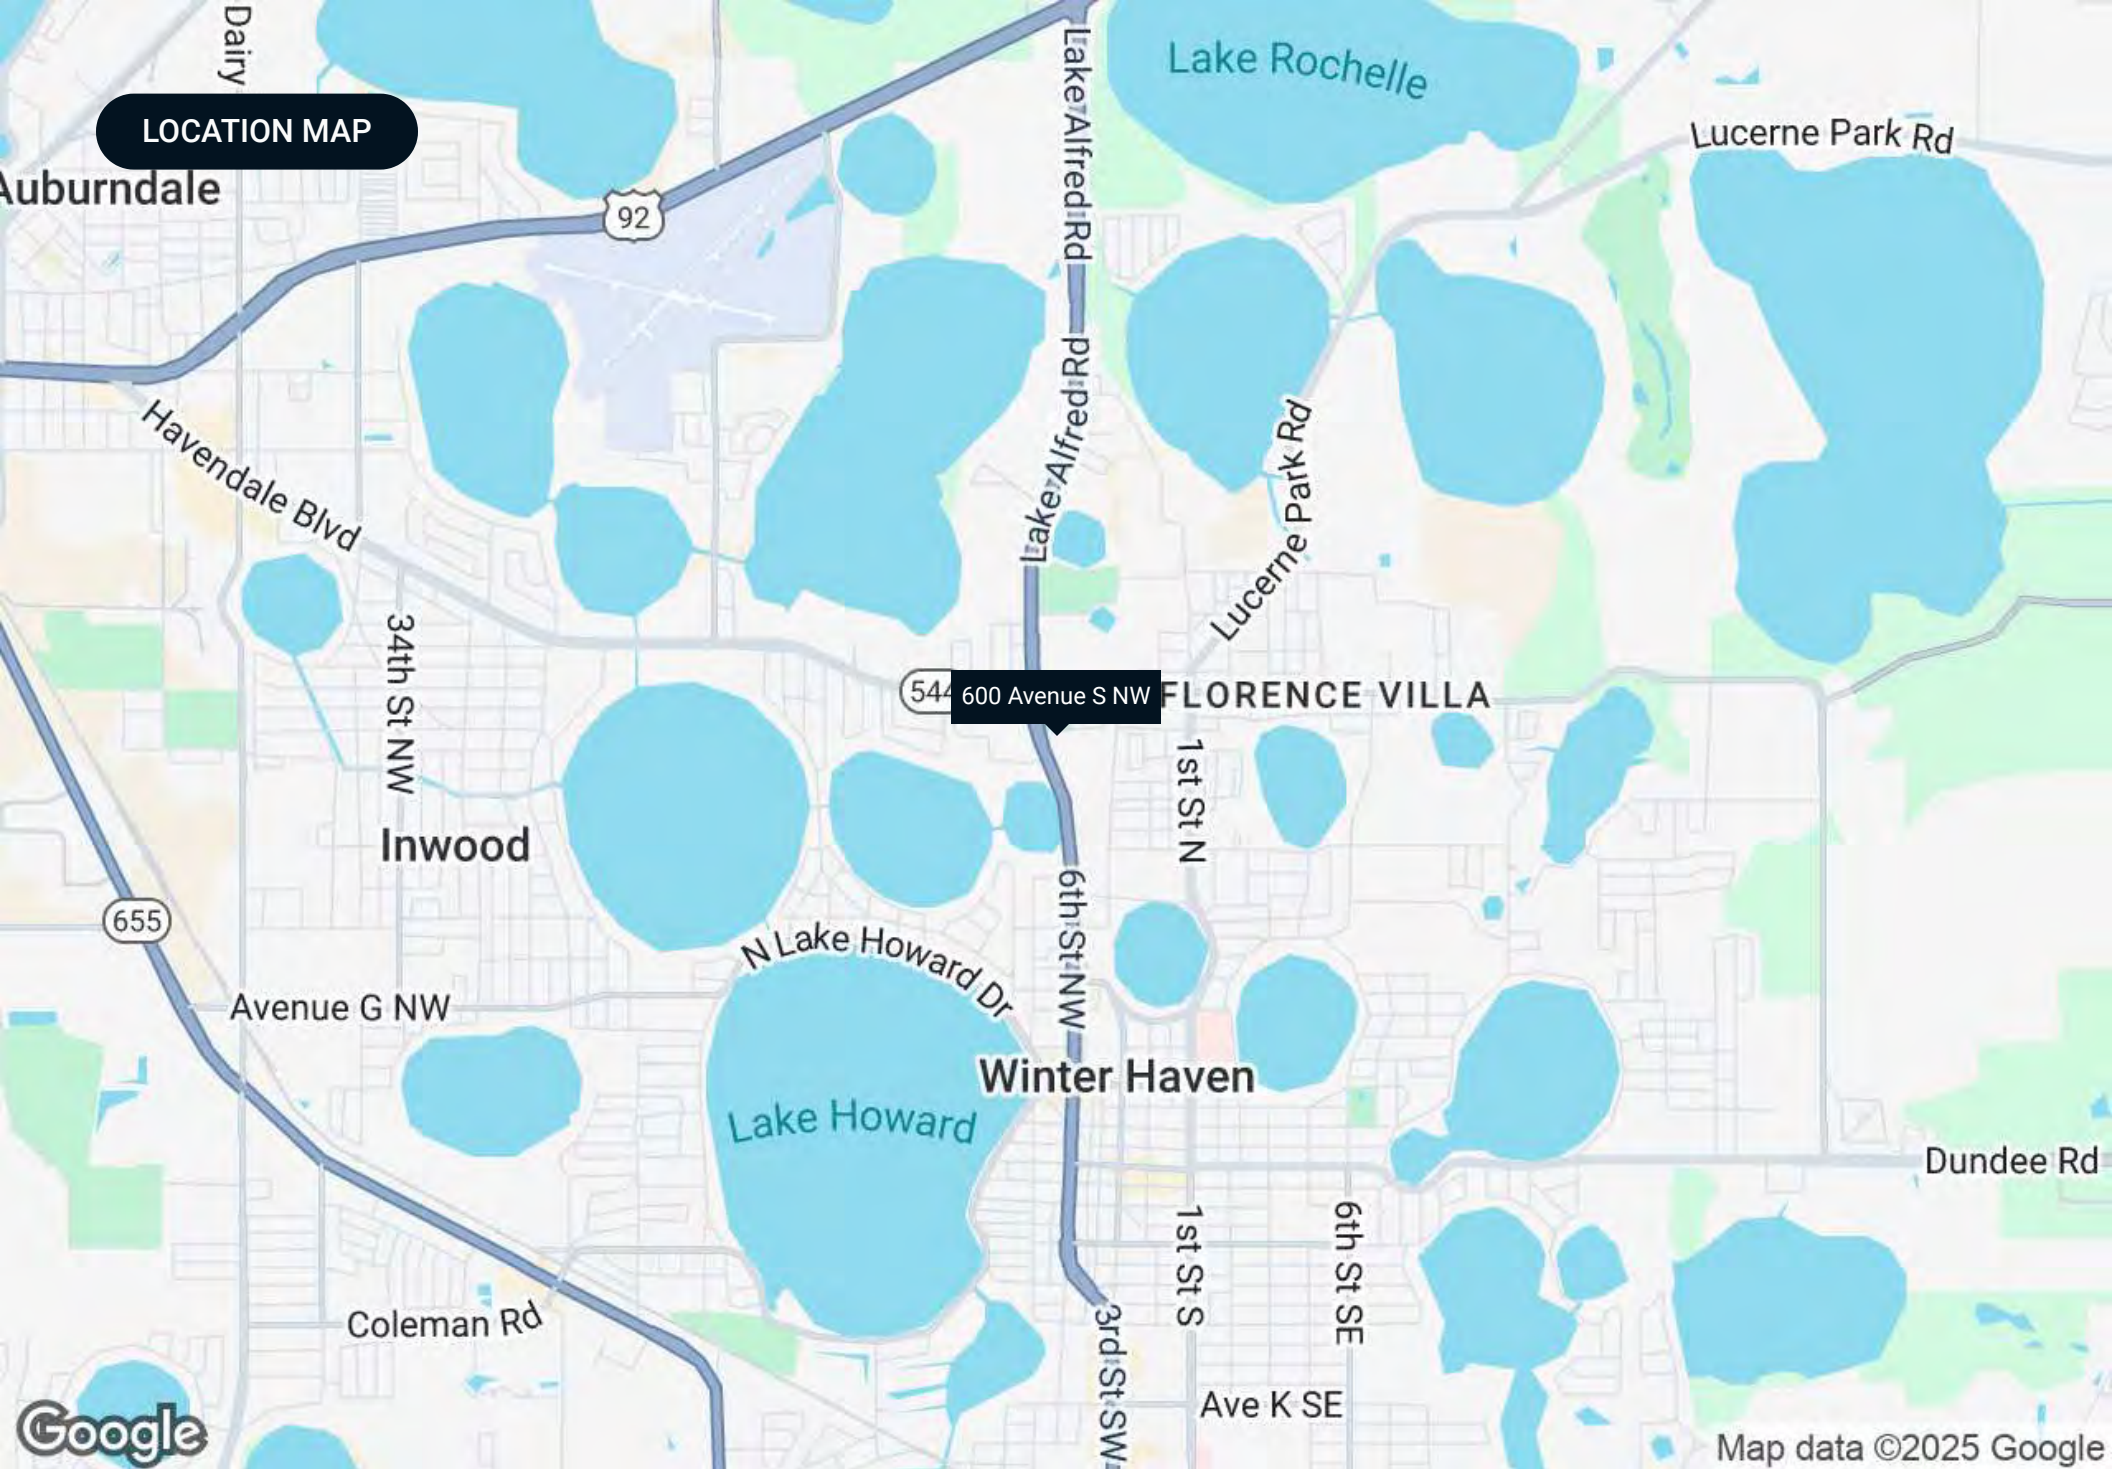 Dairy
Lake Rochelle
LOCATION MAP
Lake Alfred Rd
Lucerne Park Rd
Auburndale
92
Lake Alfred Rd
Havendale Blvd
Lucerne Park Rd
34th St NW
544
600 Avenue S NW
FLORENCE VILLA
1st St N
Inwood
655
6th St NW
N Lake Howard Dr
Avenue G NW
Winter Haven
Lake Howard
Dundee Rd
1st St S
6th St SE
Coleman Rd
3rd St SW
Ave K SE
Google
Map data ©2025 Google